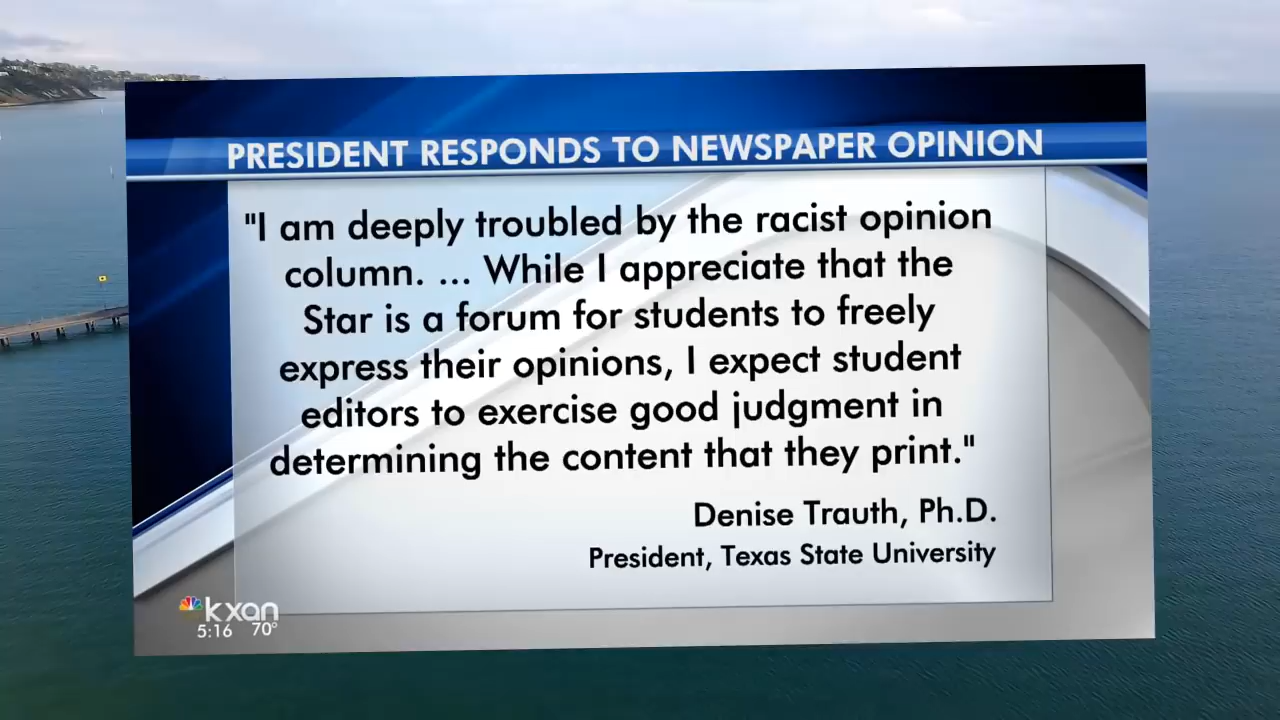 PRESIDENT RESPONDS TO NEWSPAPER OPINION
"I am deeply troubled by the racist opinion
column. ... While I appreciate that the
Star is a forum for students to freely
express their opinions, I expect student
editors to exercise good judgment in
determining the content that they print."
Denise Trauth, Ph.D.
President, Texas State University
kxan
5:16 70°